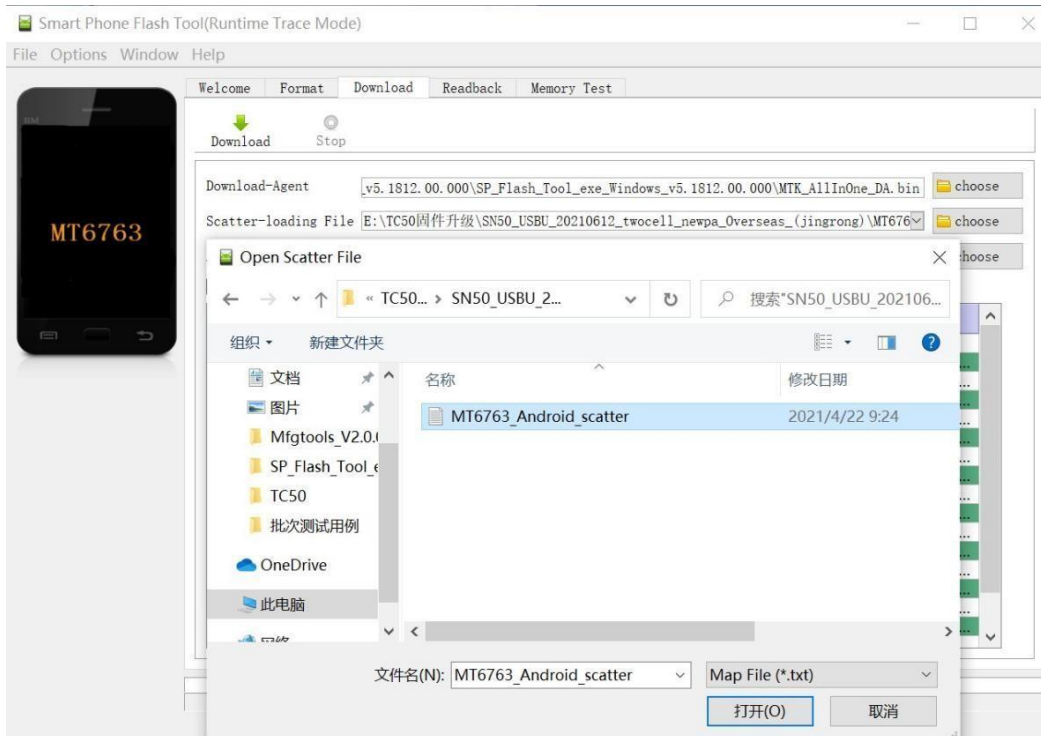 Smart Phone Flash Tool(Runtime Trace Mode)
File Options Window Help
Welcome Format Download Readback Memory Test
BM
Download Stop
Download-Agent _v5.1812.00.000\SP_Flash_Tool_exe_Windows_v5.1812.00.000\MTK_AllInOne_DA.bin choose
Scatter-loading File E:\TC50固件升级\SN50_USBU_20210612_twocell_newpa_Overseas_(jingrong)\MT676 choose
MT6763
Open Scatter File
choose
« TC50... > SN50_USBU_2...
搜索"SN50_USBU_202106...
组织 新建文件夹
文档
图片
Mfgtools_V2.0.
SP_Flash_Tool_e
TC50
批次测试用例
OneDrive
此电脑
网络
名称 修改日期
MT6763_Android_scatter 2021/4/22 9:24
文件名(N): MT6763_Android_scatter Map File (*.txt)
打开(O) 取消